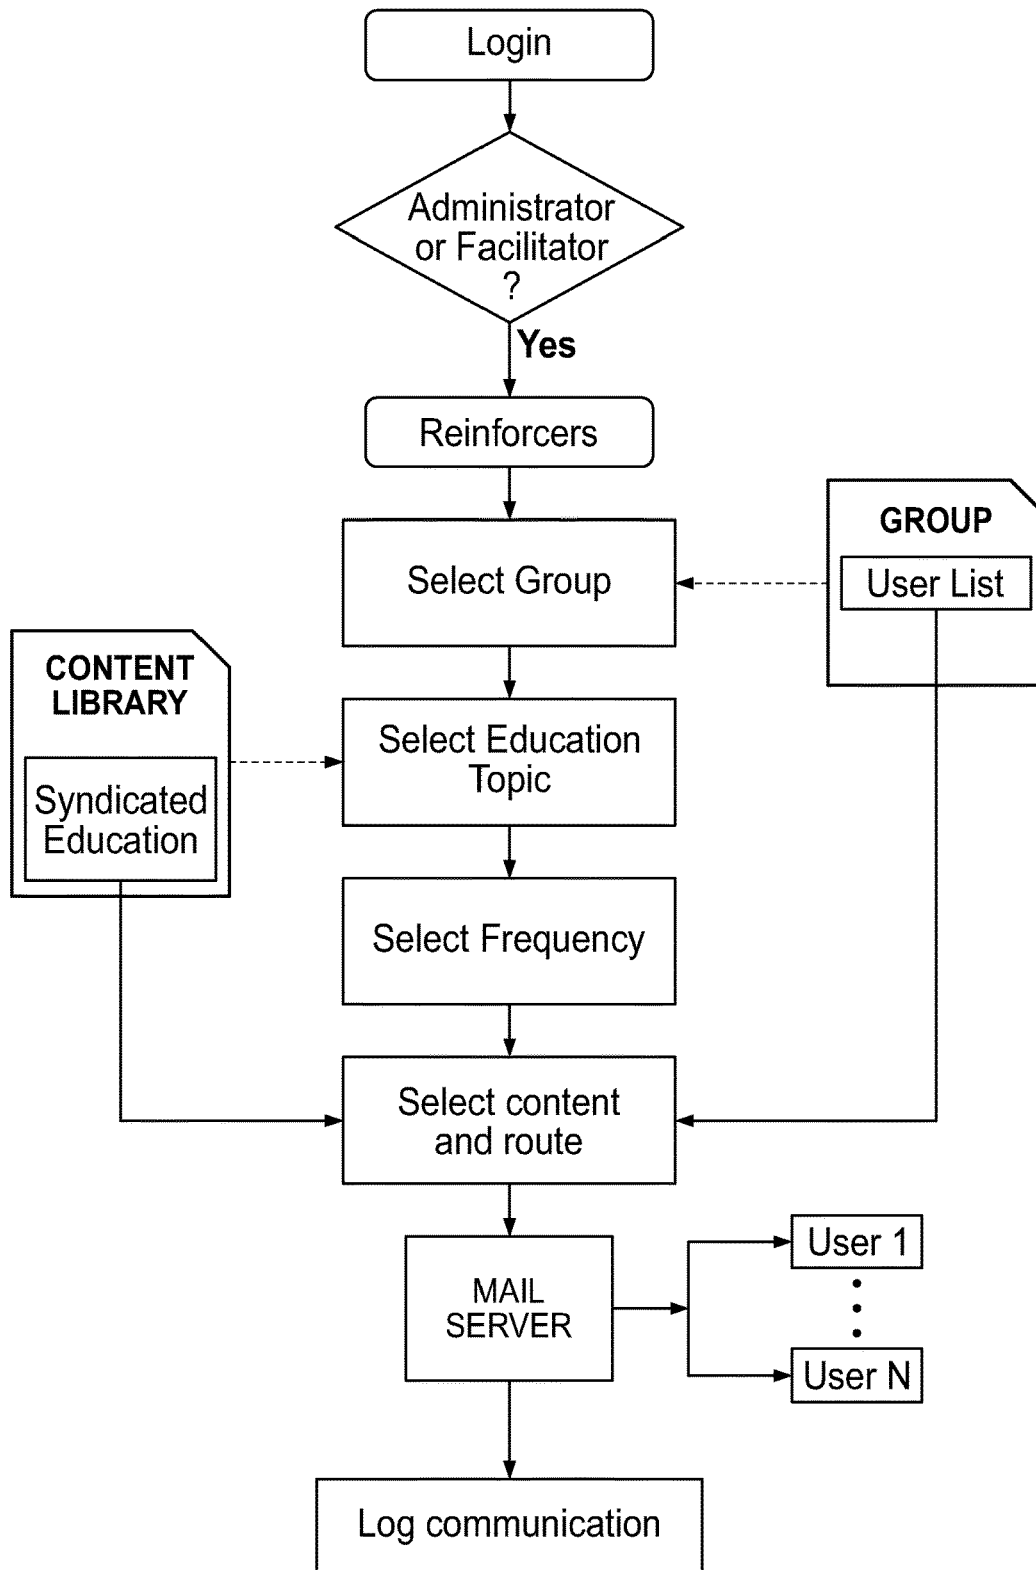 Login
Administrator
or Facilitator
?
Yes
Reinforcers
Select Group
GROUP
User List
CONTENT
LIBRARY
Syndicated
Education
Select Education
Topic
Select Frequency
Select content
and route
MAIL
SERVER
User 1
User N
Log communication